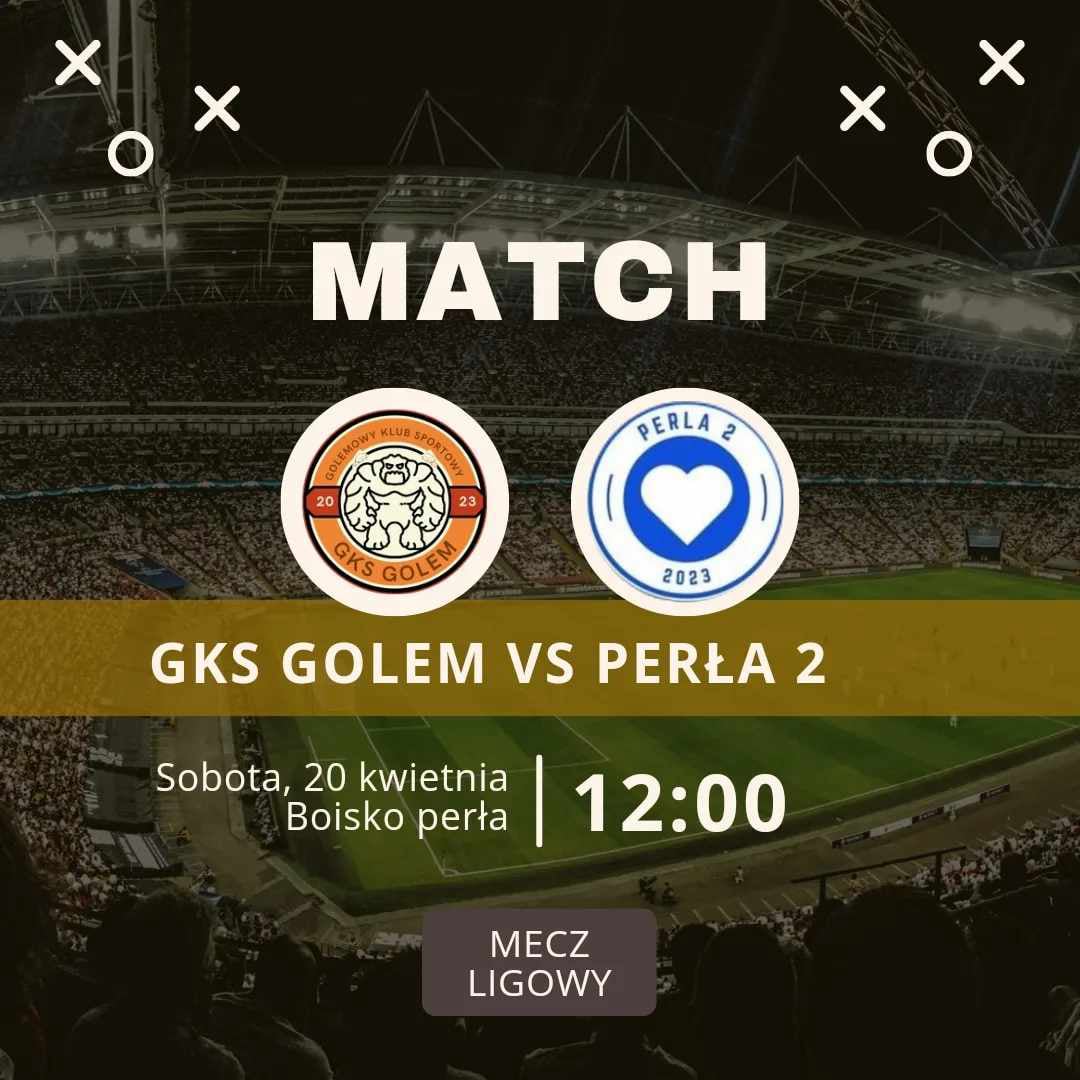 MATCH
GOLEMOWY KLUB SPORTOWY
20 23
GKS GOLEM
PERLA 2
2023
GKS GOLEM VS PERŁA 2
Sobota, 20 kwietnia
Boisko perła
12:00
MECZ
LIGOWY